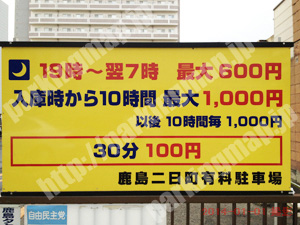 19時～翌7時 最大600円
入庫時から10時間 最大1,000円
以後 10時間毎 1,000円
30分 100円
鹿島二日町有料駐車場
自由民主党